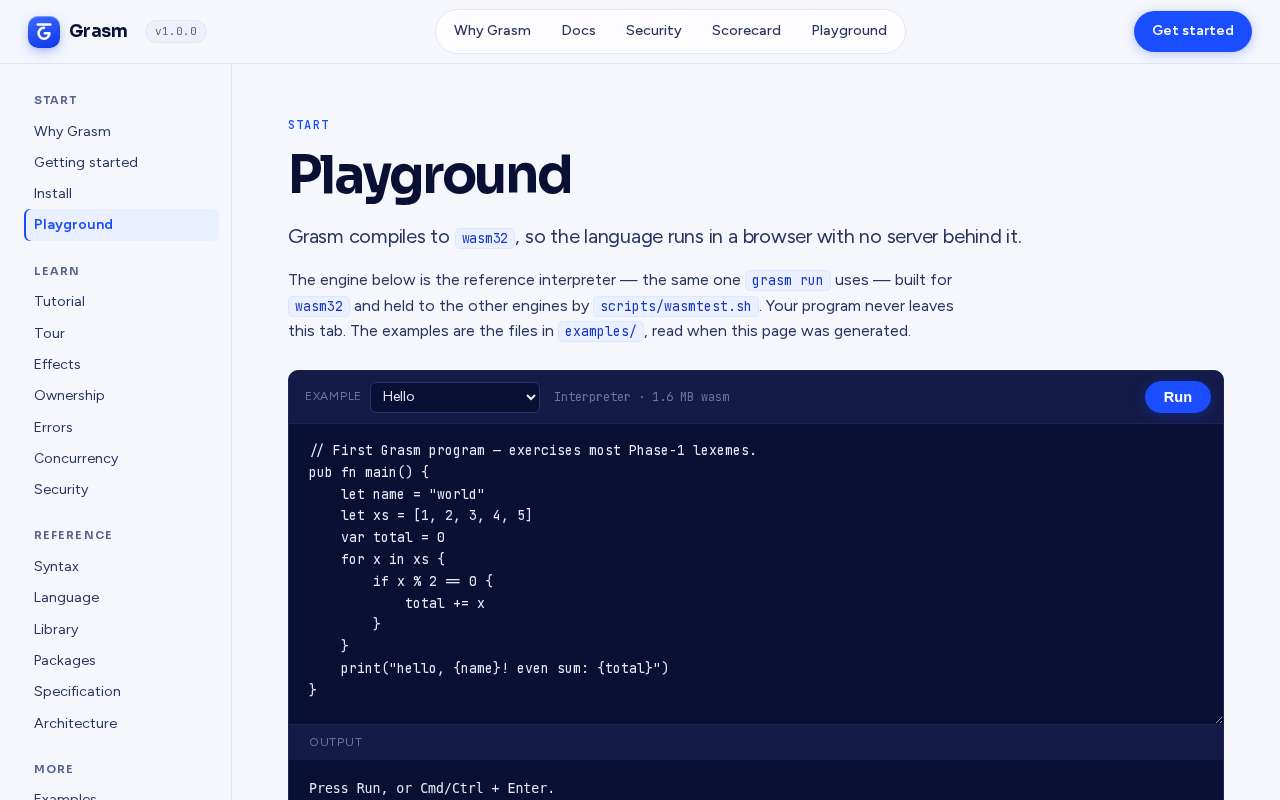 Grasm
v1.0.0
Why Grasm
Docs
Security
Scorecard
Playground
Get started
START
Why Grasm
Getting started
Install
Playground
LEARN
Tutorial
Tour
Effects
Ownership
Errors
Concurrency
Security
REFERENCE
Syntax
Language
Library
Packages
Specification
Architecture
MORE
Examples
START
Playground
Grasm compiles to wasm32, so the language runs in a browser with no server behind it.
The engine below is the reference interpreter — the same one grasm run uses — built for
wasm32 and held to the other engines by scripts/wasmtest.sh. Your program never leaves
this tab. The examples are the files in examples/, read when this page was generated.
EXAMPLE
Hello
Interpreter · 1.6 MB wasm
Run
// First Grasm program — exercises most Phase-1 lexemes.
pub fn main() {
    let name = "world"
    let xs = [1, 2, 3, 4, 5]
    var total = 0
    for x in xs {
        if x % 2 == 0 {
            total += x
        }
    }
    print("hello, {name}! even sum: {total}")
}
OUTPUT
Press Run, or Cmd/Ctrl + Enter.